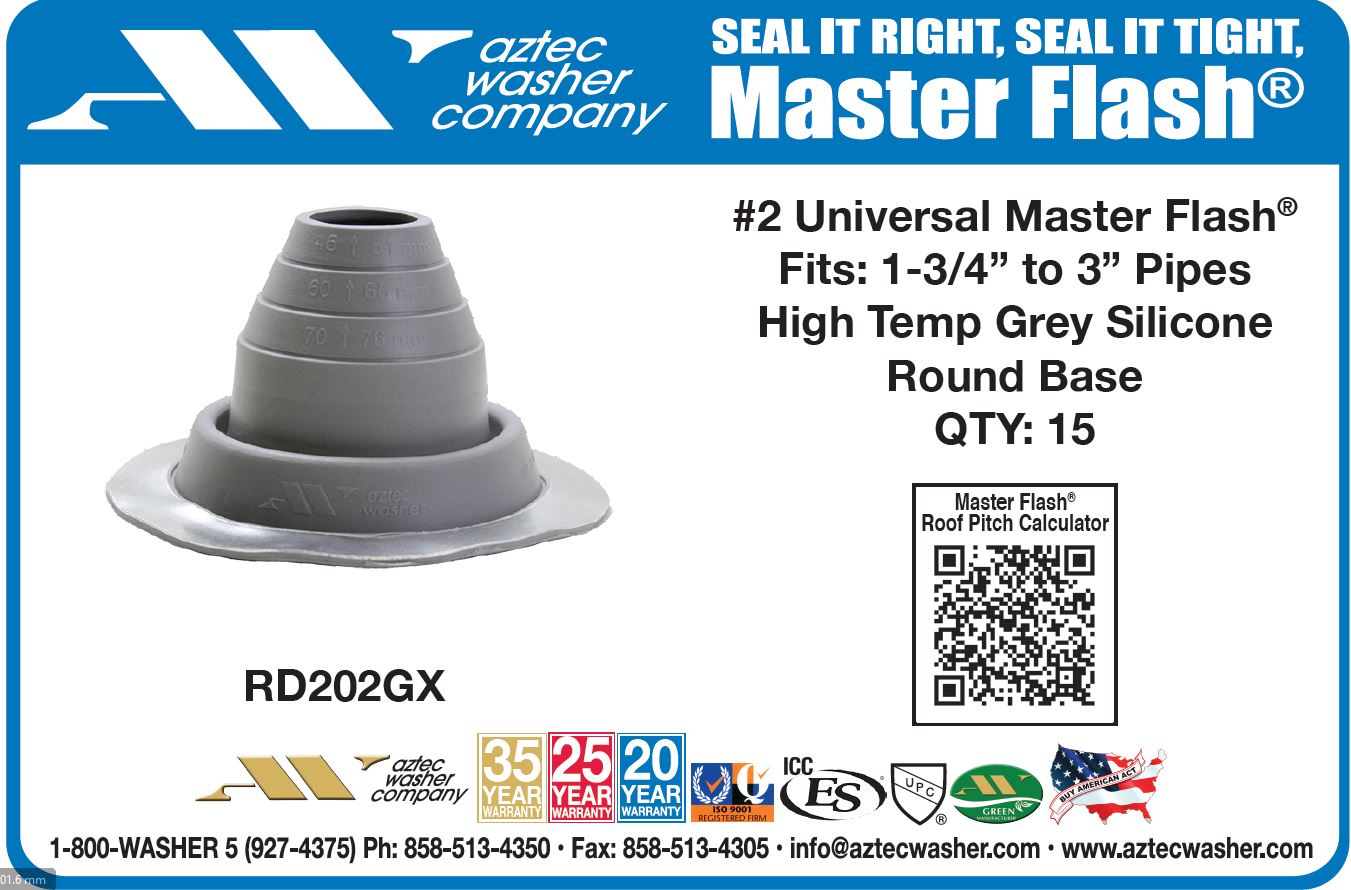 aztec
washer
company
SEAL IT RIGHT, SEAL IT TIGHT,
Master Flash®
#2 Universal Master Flash®
Fits: 1-3/4” to 3” Pipes
High Temp Grey Silicone
Round Base
QTY: 15
60 ↑ 65 mm
70 ↑ 76 mm
aztec
washer
Master Flash®
Roof Pitch Calculator
RD202GX
aztec
washer
company
35
YEAR
WARRANTY
25
YEAR
WARRANTY
20
YEAR
WARRANTY
ISO 9001
REGISTERED FIRM
ICC
ES
UPC
®
GREEN
MANUFACTURER
BUY AMERICAN ACT
1-800-WASHER 5 (927-4375) Ph: 858-513-4350 • Fax: 858-513-4305 • info@aztecwasher.com • www.aztecwasher.com
01.6 mm